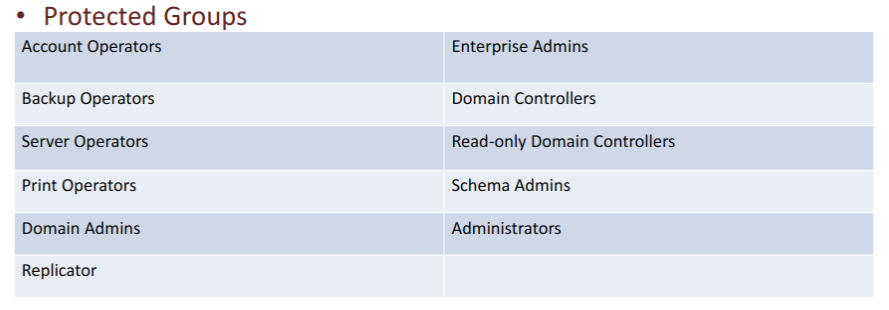 • Protected Groups
Account Operators Enterprise Admins
Backup Operators Domain Controllers
Server Operators Read-only Domain Controllers
Print Operators Schema Admins
Domain Admins Administrators
Replicator